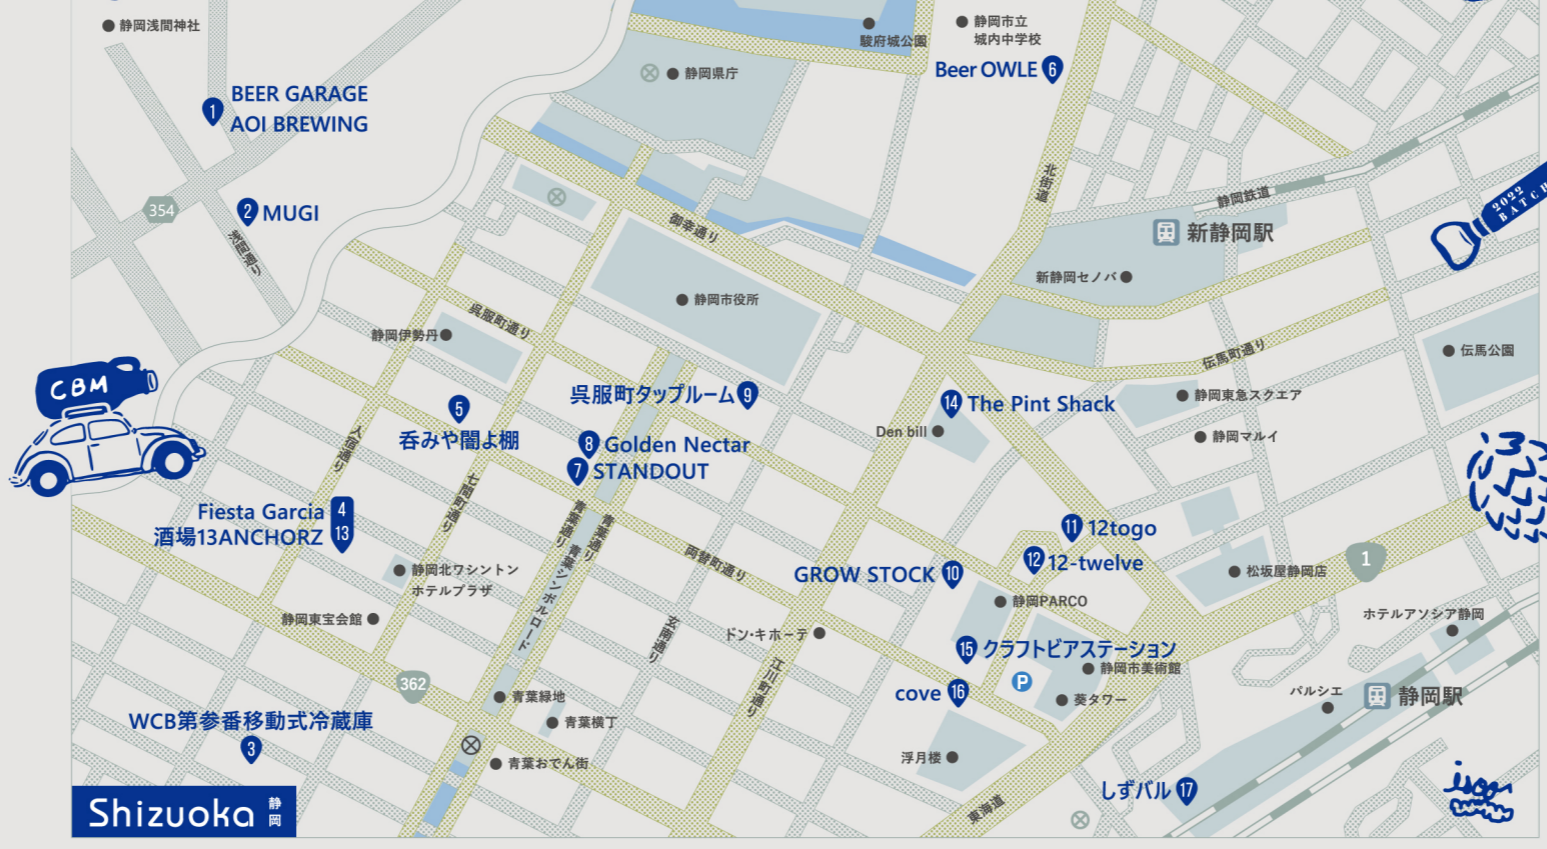 静岡浅間神社
駿府城公園
静岡市立
城内中学校
静岡県庁
Beer OWLE 6
1 BEER GARAGE
AOI BREWING
354
2 MUGI
浅間通り
御幸通り
北街道
静岡鉄道
新静岡駅
新静岡セノバ
2022
BATCH
静岡市役所
呉服町通り
静岡伊勢丹
伝馬町通り
伝馬公園
CBM
呉服町タップルーム 9
14 The Pint Shack
静岡東急スクエア
5
呑みや闇よ棚
Den bill
静岡マルイ
人宿通り
8 Golden Nectar
7 STANDOUT
七間町通り
Fiesta Garcia 4
酒場13ANCHORZ 13
青葉通り
青葉通り
青葉シンボルロード
両替町通り
11 12togo
12 12-twelve
GROW STOCK 10
松坂屋静岡店
1
静岡北ワシントン
ホテルプラザ
静岡PARCO
静岡東宝会館
玄南通り
ドン・キホーテ
ホテルアソシア静岡
15 クラフトビアステーション
静岡市美術館
江川町通り
P
362
cove 16
葵タワー
パルシエ
静岡駅
青葉緑地
WCB第参番移動式冷蔵庫
3
青葉横丁
青葉おでん街
浮月楼
しずバル 17
東海道
Shizuoka 静岡